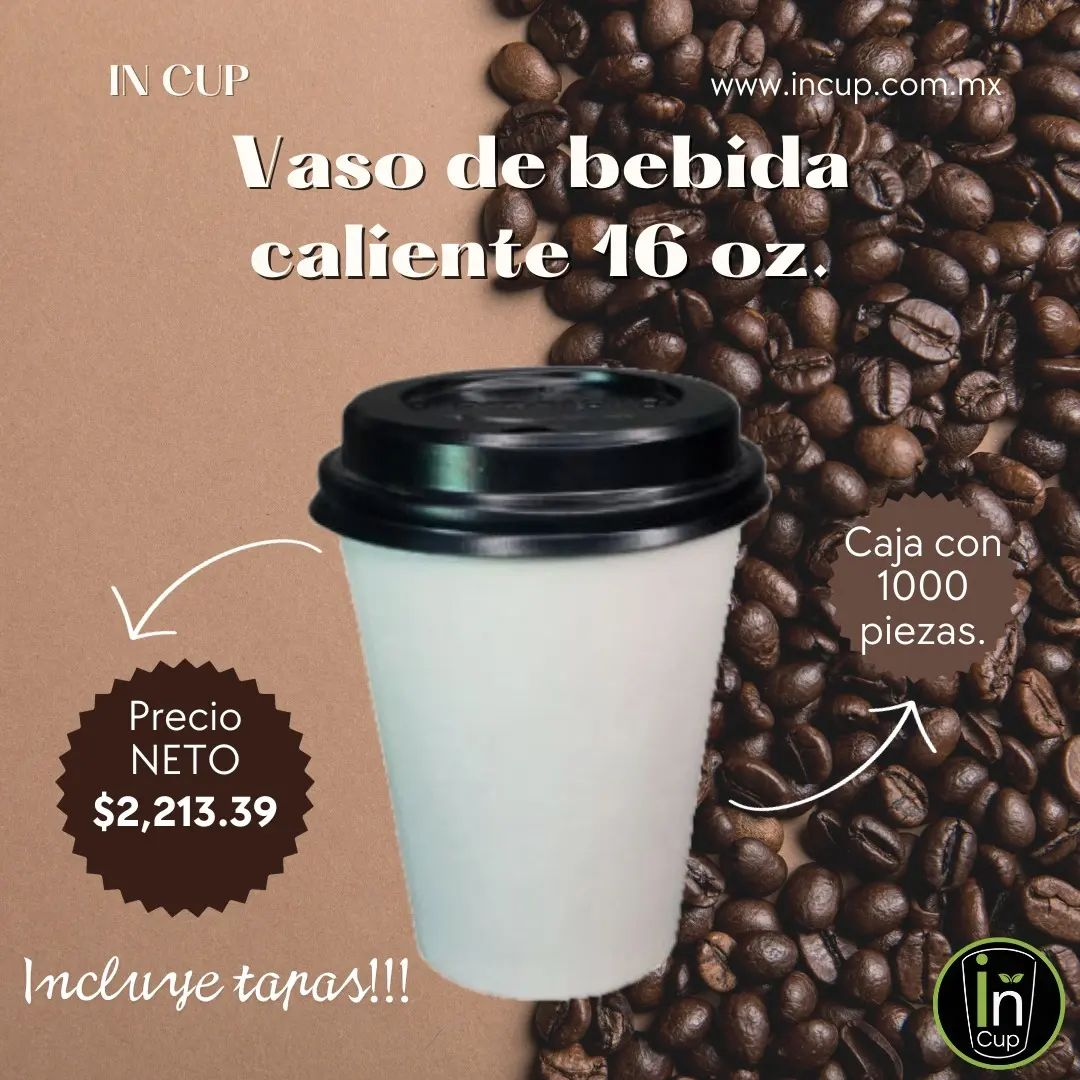 IN CUP
www.incup.com.mx
Vaso de bebida
caliente 16 oz.
Caja con
1000
piezas.
Precio
NETO
$2,213.39
Incluye tapas!!!
in
Cup